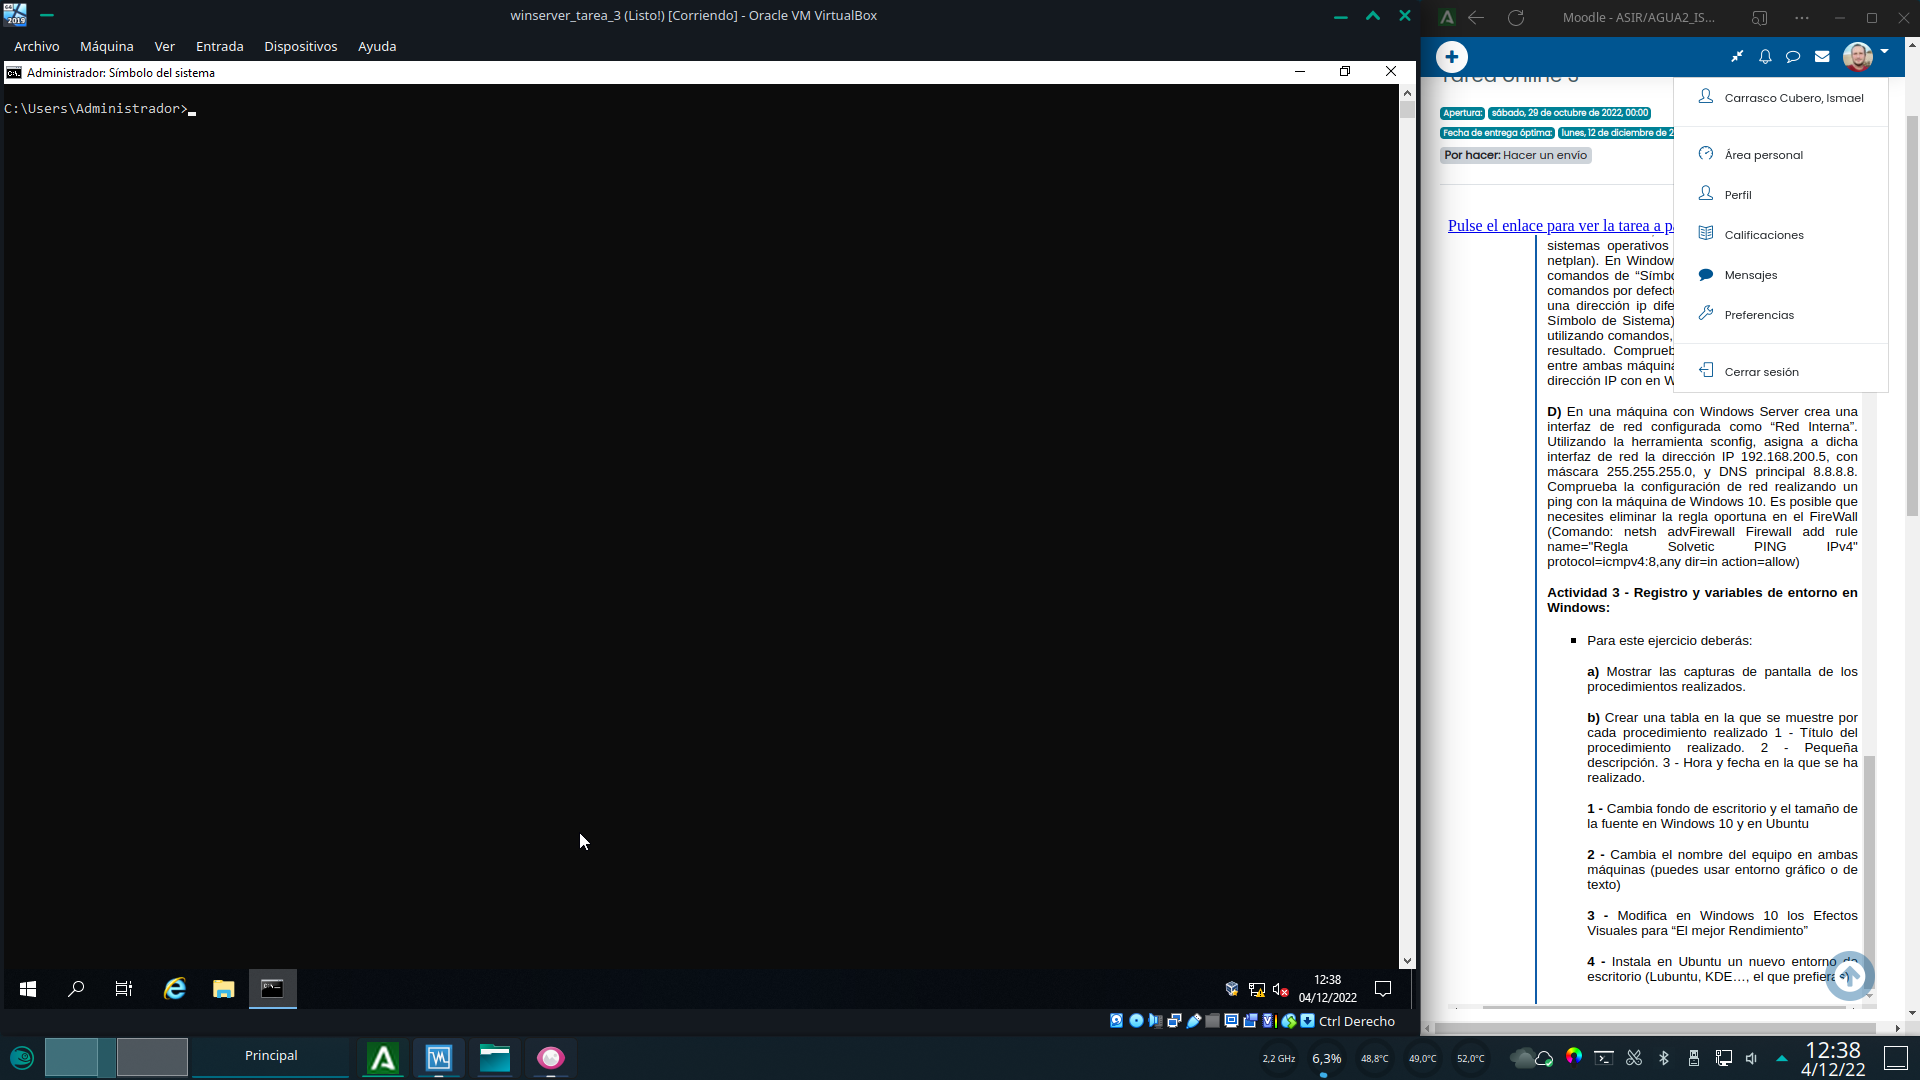 winserver_tarea_3 (Listo!) [Corriendo] - Oracle VM VirtualBox
Archivo Máquina Ver Entrada Dispositivos Ayuda
Administrador: Símbolo del sistema
C:\Users\Administrador>
12:38
04/12/2022
Ctrl Derecho
Moodle - ASIR/AGUA2_IS...
Tarea online 3
Apertura: sábado, 29 de octubre de 2022, 00:00
Fecha de entrega óptima: lunes, 12 de diciembre de 2
Por hacer: Hacer un envío
Carrasco Cubero, Ismael
Área personal
Perfil
Calificaciones
Mensajes
Preferencias
Cerrar sesión
Pulse el enlace para ver la tarea a p
sistemas operativos
netplan). En Window
comandos de “Símbo
comandos por defect
una dirección ip dife
Símbolo de Sistema)
utilizando comandos,
resultado. Comprueb
entre ambas máquina
dirección IP con en W
D) En una máquina con Windows Server crea una
interfaz de red configurada como “Red Interna”.
Utilizando la herramienta sconfig, asigna a dicha
interfaz de red la dirección IP 192.168.200.5, con
máscara 255.255.255.0, y DNS principal 8.8.8.8.
Comprueba la configuración de red realizando un
ping con la máquina de Windows 10. Es posible que
necesites eliminar la regla oportuna en el FireWall
(Comando: netsh advFirewall Firewall add rule
name="Regla Solvetic PING IPv4"
protocol=icmpv4:8,any dir=in action=allow)
Actividad 3 - Registro y variables de entorno en
Windows:
Para este ejercicio deberás:
a) Mostrar las capturas de pantalla de los
procedimientos realizados.
b) Crear una tabla en la que se muestre por
cada procedimiento realizado 1 - Título del
procedimiento realizado. 2 - Pequeña
descripción. 3 - Hora y fecha en la que se ha
realizado.
1 - Cambia fondo de escritorio y el tamaño de
la fuente en Windows 10 y en Ubuntu
2 - Cambia el nombre del equipo en ambas
máquinas (puedes usar entorno gráfico o de
texto)
3 - Modifica en Windows 10 los Efectos
Visuales para “El mejor Rendimiento”
4 - Instala en Ubuntu un nuevo entorno de
escritorio (Lubuntu, KDE…, el que prefieras)
Principal
2,2 GHz 6,3% 48,8°C 49,0°C 52,0°C
12:38
4/12/22